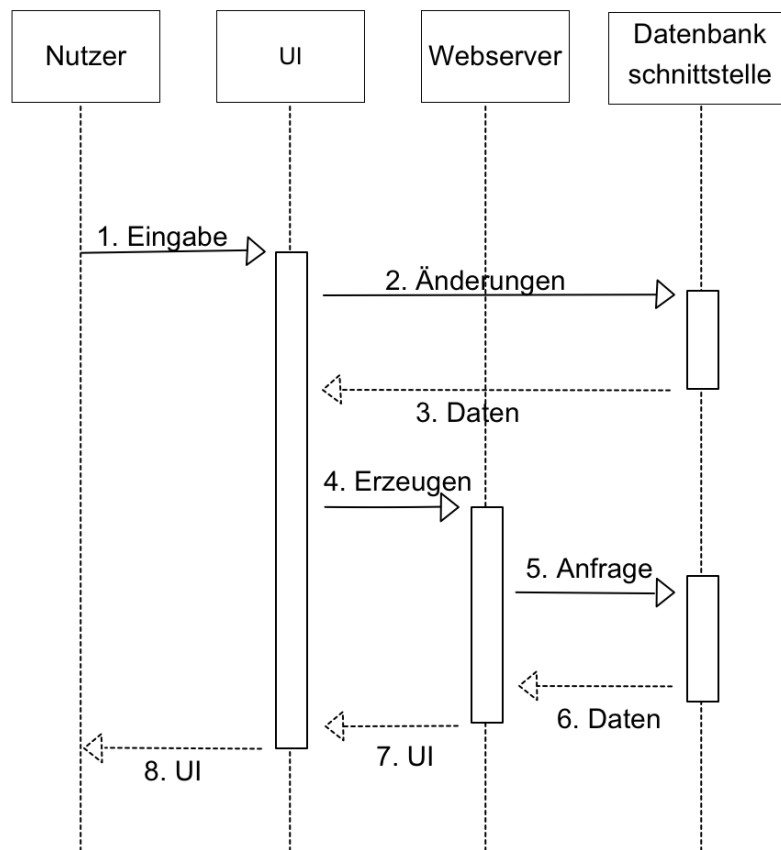 Nutzer
UI
Webserver
Datenbank
schnittstelle
1. Eingabe
2. Änderungen
3. Daten
4. Erzeugen
5. Anfrage
6. Daten
7. UI
8. UI